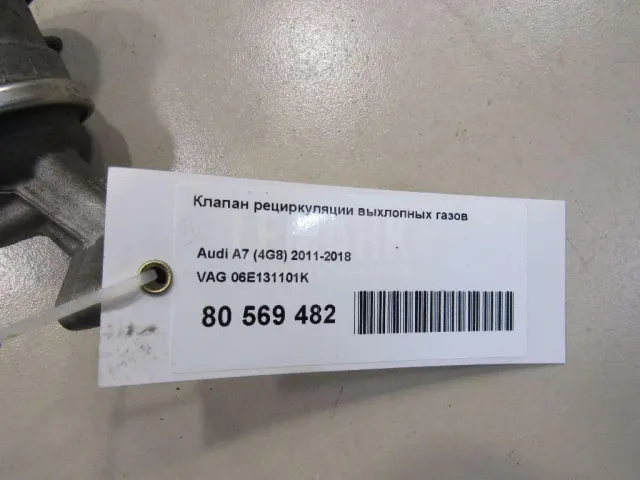 Клапан рециркуляции выхлопных газов
Audi A7 (4G8) 2011-2018
VAG 06E131101K
80 569 482